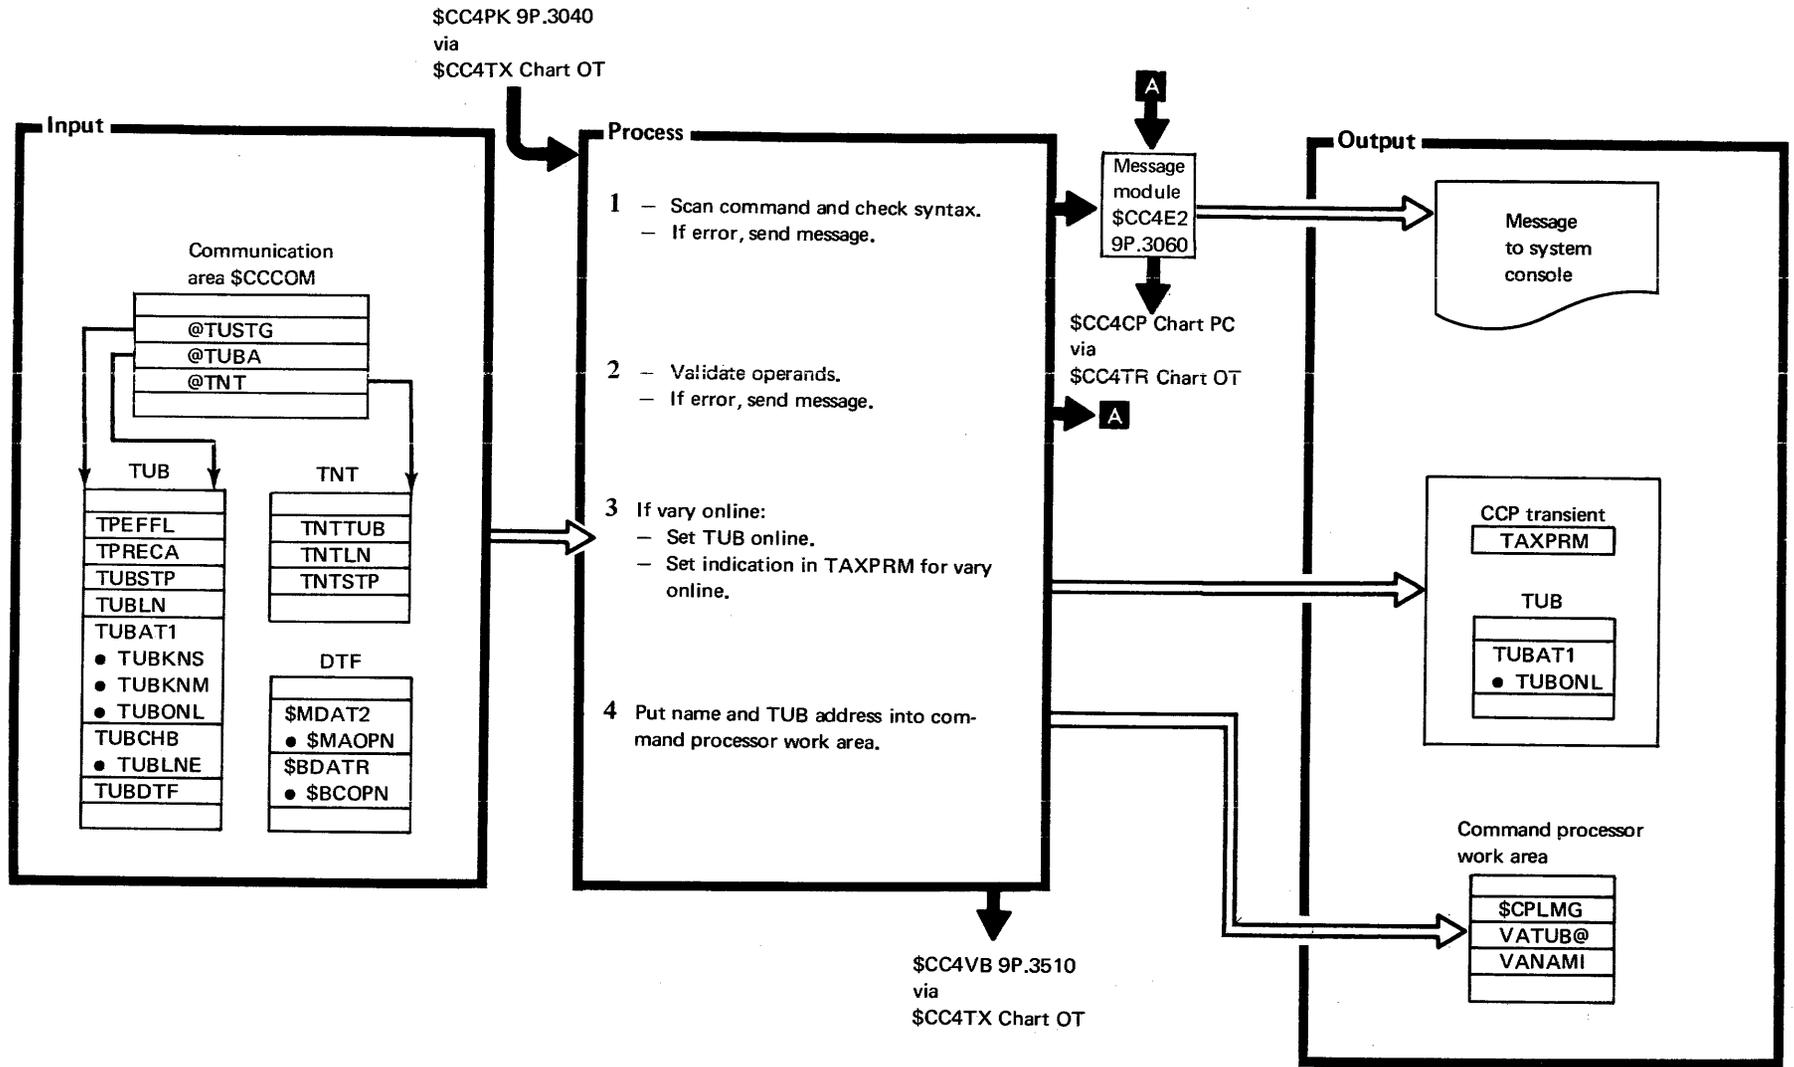 $CC4PK 9P.3040
via
$CC4TX Chart OT
Input
Communication
area $CCCOM
@TUSTG
@TUBA
@TNT
TUB
TPEFFL
TPRECA
TUBSTP
TUBLN
TUBAT1
● TUBKNS
● TUBKNM
● TUBONL
TUBCHB
● TUBLNE
TUBDTF
TNT
TNTTUB
TNTLN
TNTSTP
DTF
$MDAT2
● $MAOPN
$BDATR
● $BCOPN
Process
1 – Scan command and check syntax.
– If error, send message.
2 – Validate operands.
– If error, send message.
3 If vary online:
– Set TUB online.
– Set indication in TAXPRM for vary
online.
4 Put name and TUB address into com-
mand processor work area.
$CC4VB 9P.3510
via
$CC4TX Chart OT
A
Message
module
$CC4E2
9P.3060
$CC4CP Chart PC
via
$CC4TR Chart OT
A
Output
Message
to system
console
CCP transient
TAXPRM
TUB
TUBAT1
● TUBONL
Command processor
work area
$CPLMG
VATUB@
VANAMI